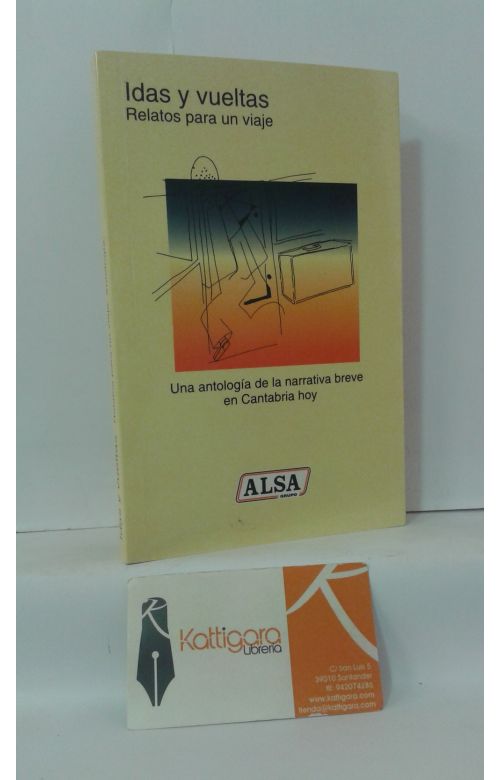 Idas y vueltas
Relatos para un viaje
Una antología de la narrativa breve
en Cantabria hoy
ALSA
GRUPO
Kattigara
Librería
C/ San Luis 5
39010 Santander
www.kattigara.com
tienda@kattigara.com